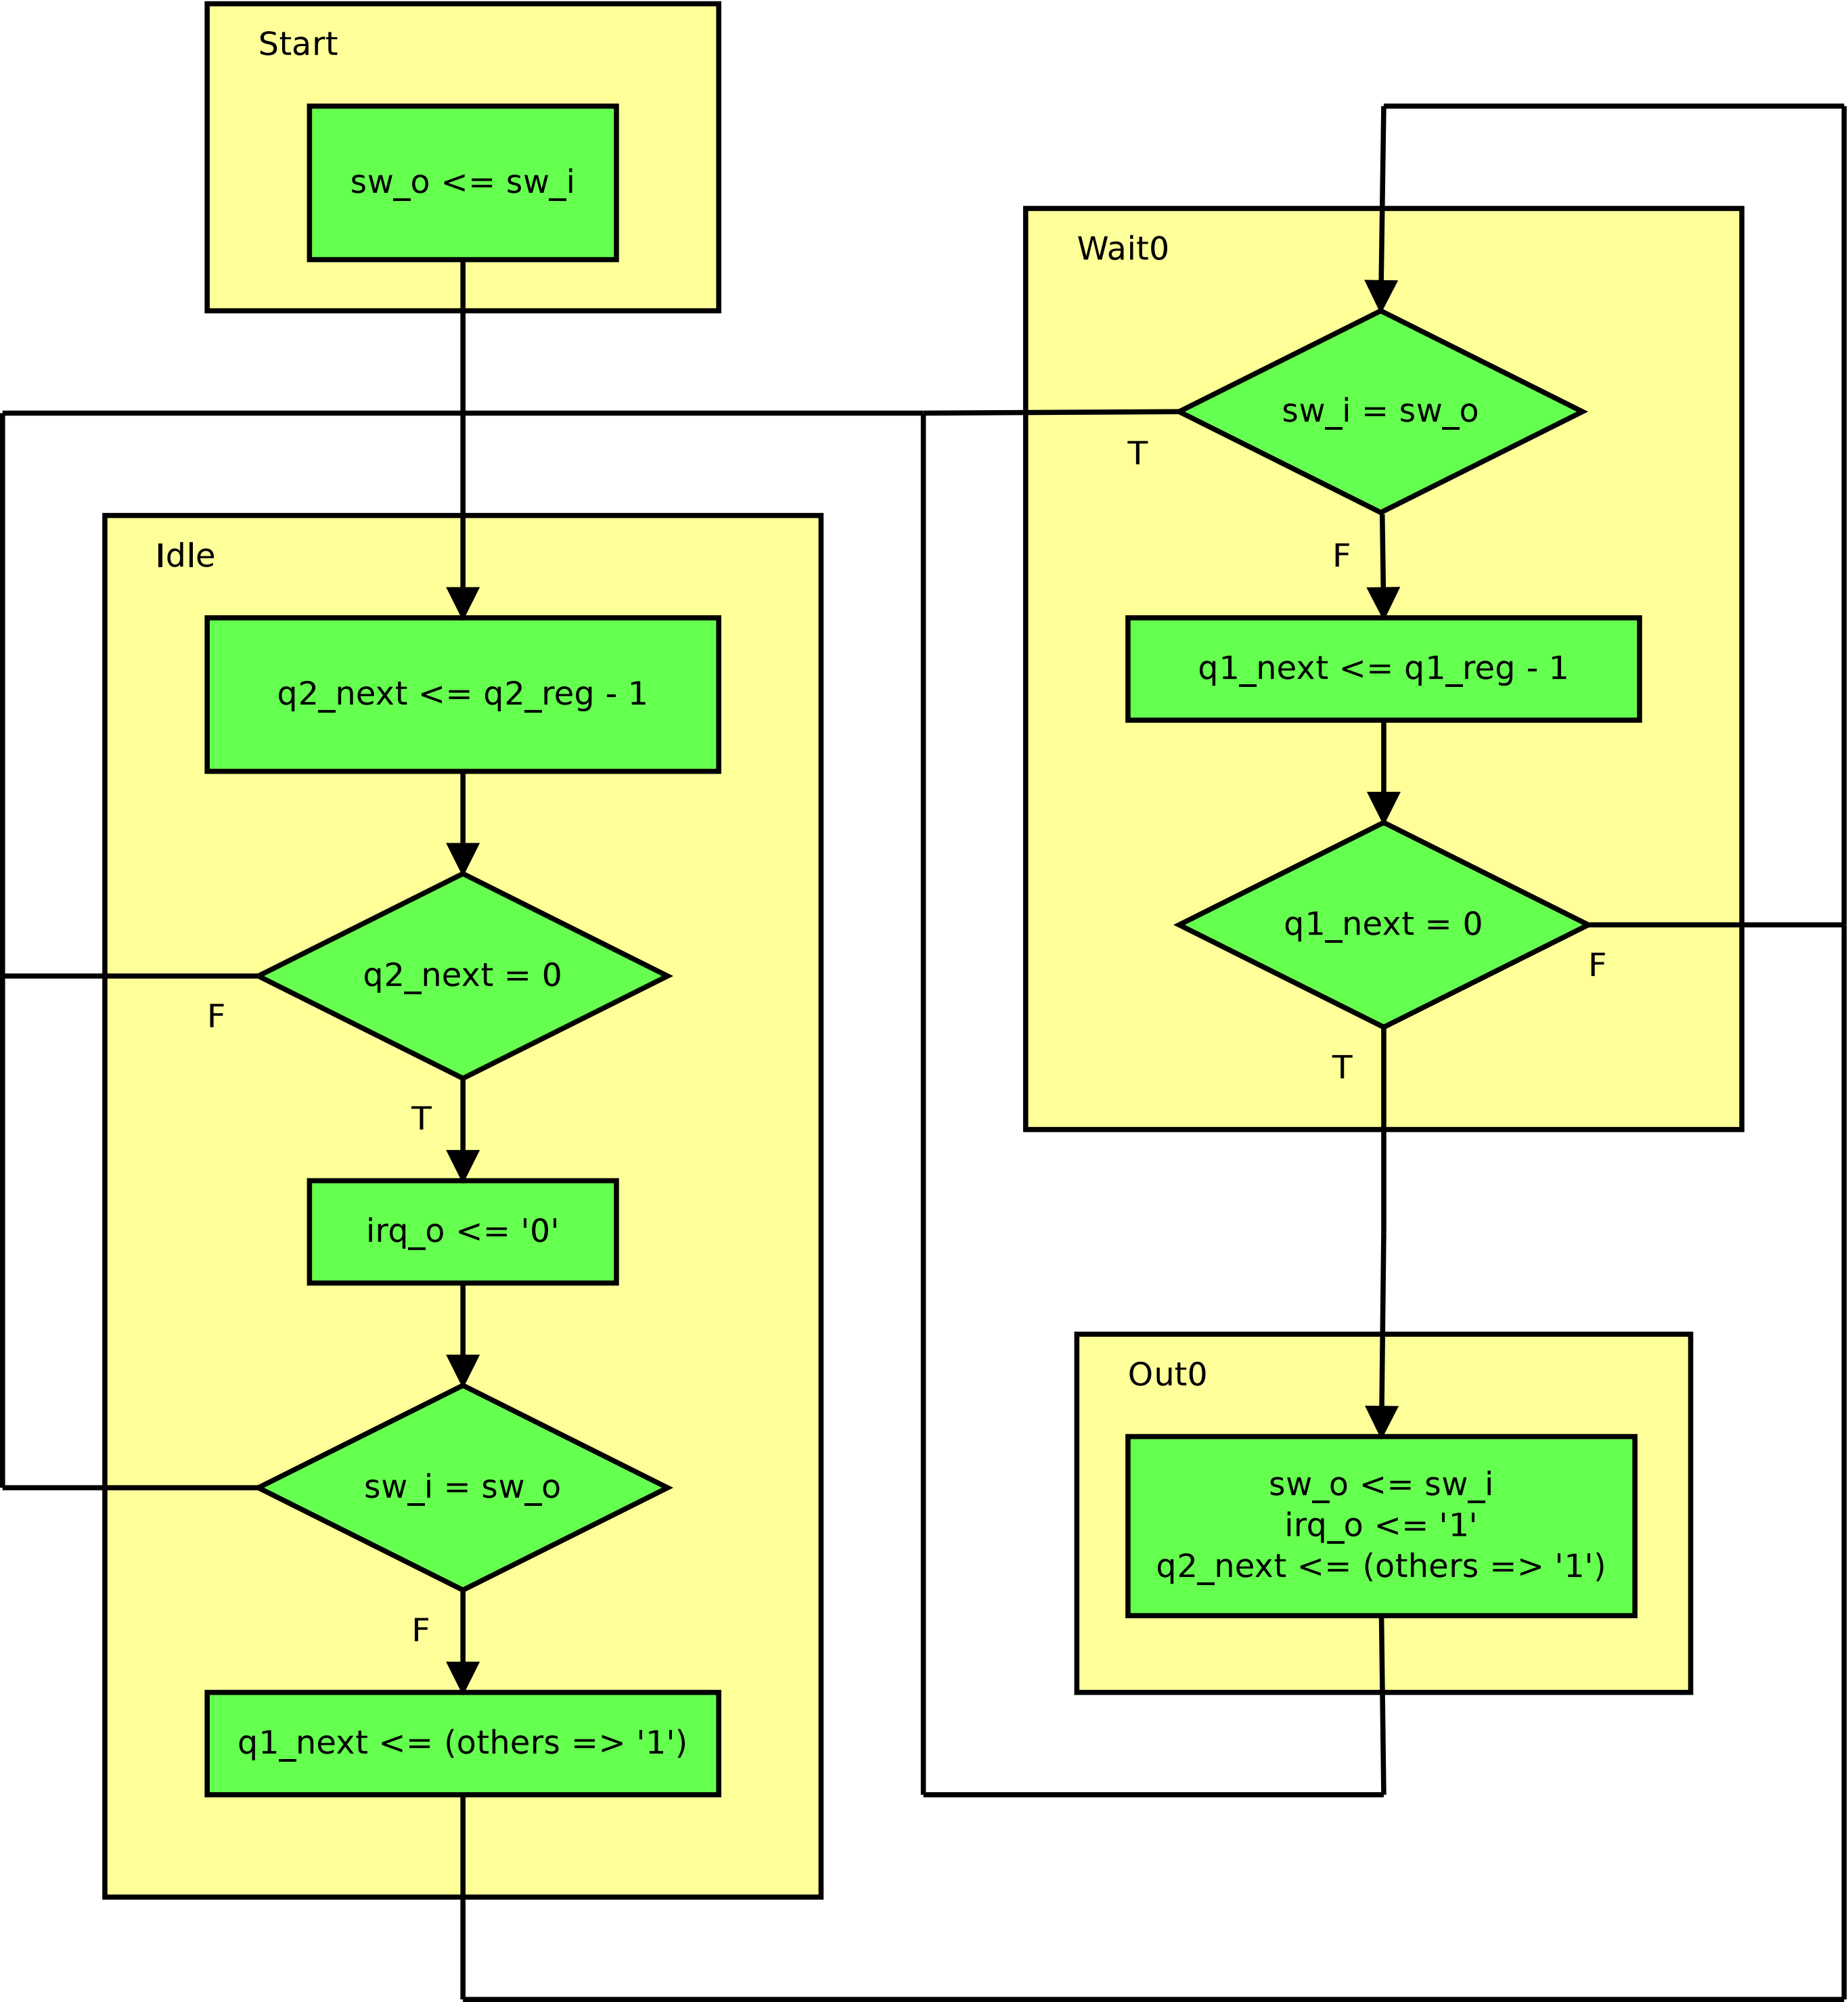 Start
sw_o <= sw_i
Idle
q2_next <= q2_reg - 1
q2_next = 0
F
T
irq_o <= '0'
sw_i = sw_o
F
q1_next <= (others => '1')
Wait0
sw_i = sw_o
T
F
q1_next <= q1_reg - 1
q1_next = 0
F
T
Out0
sw_o <= sw_i
irq_o <= '1'
q2_next <= (others => '1')